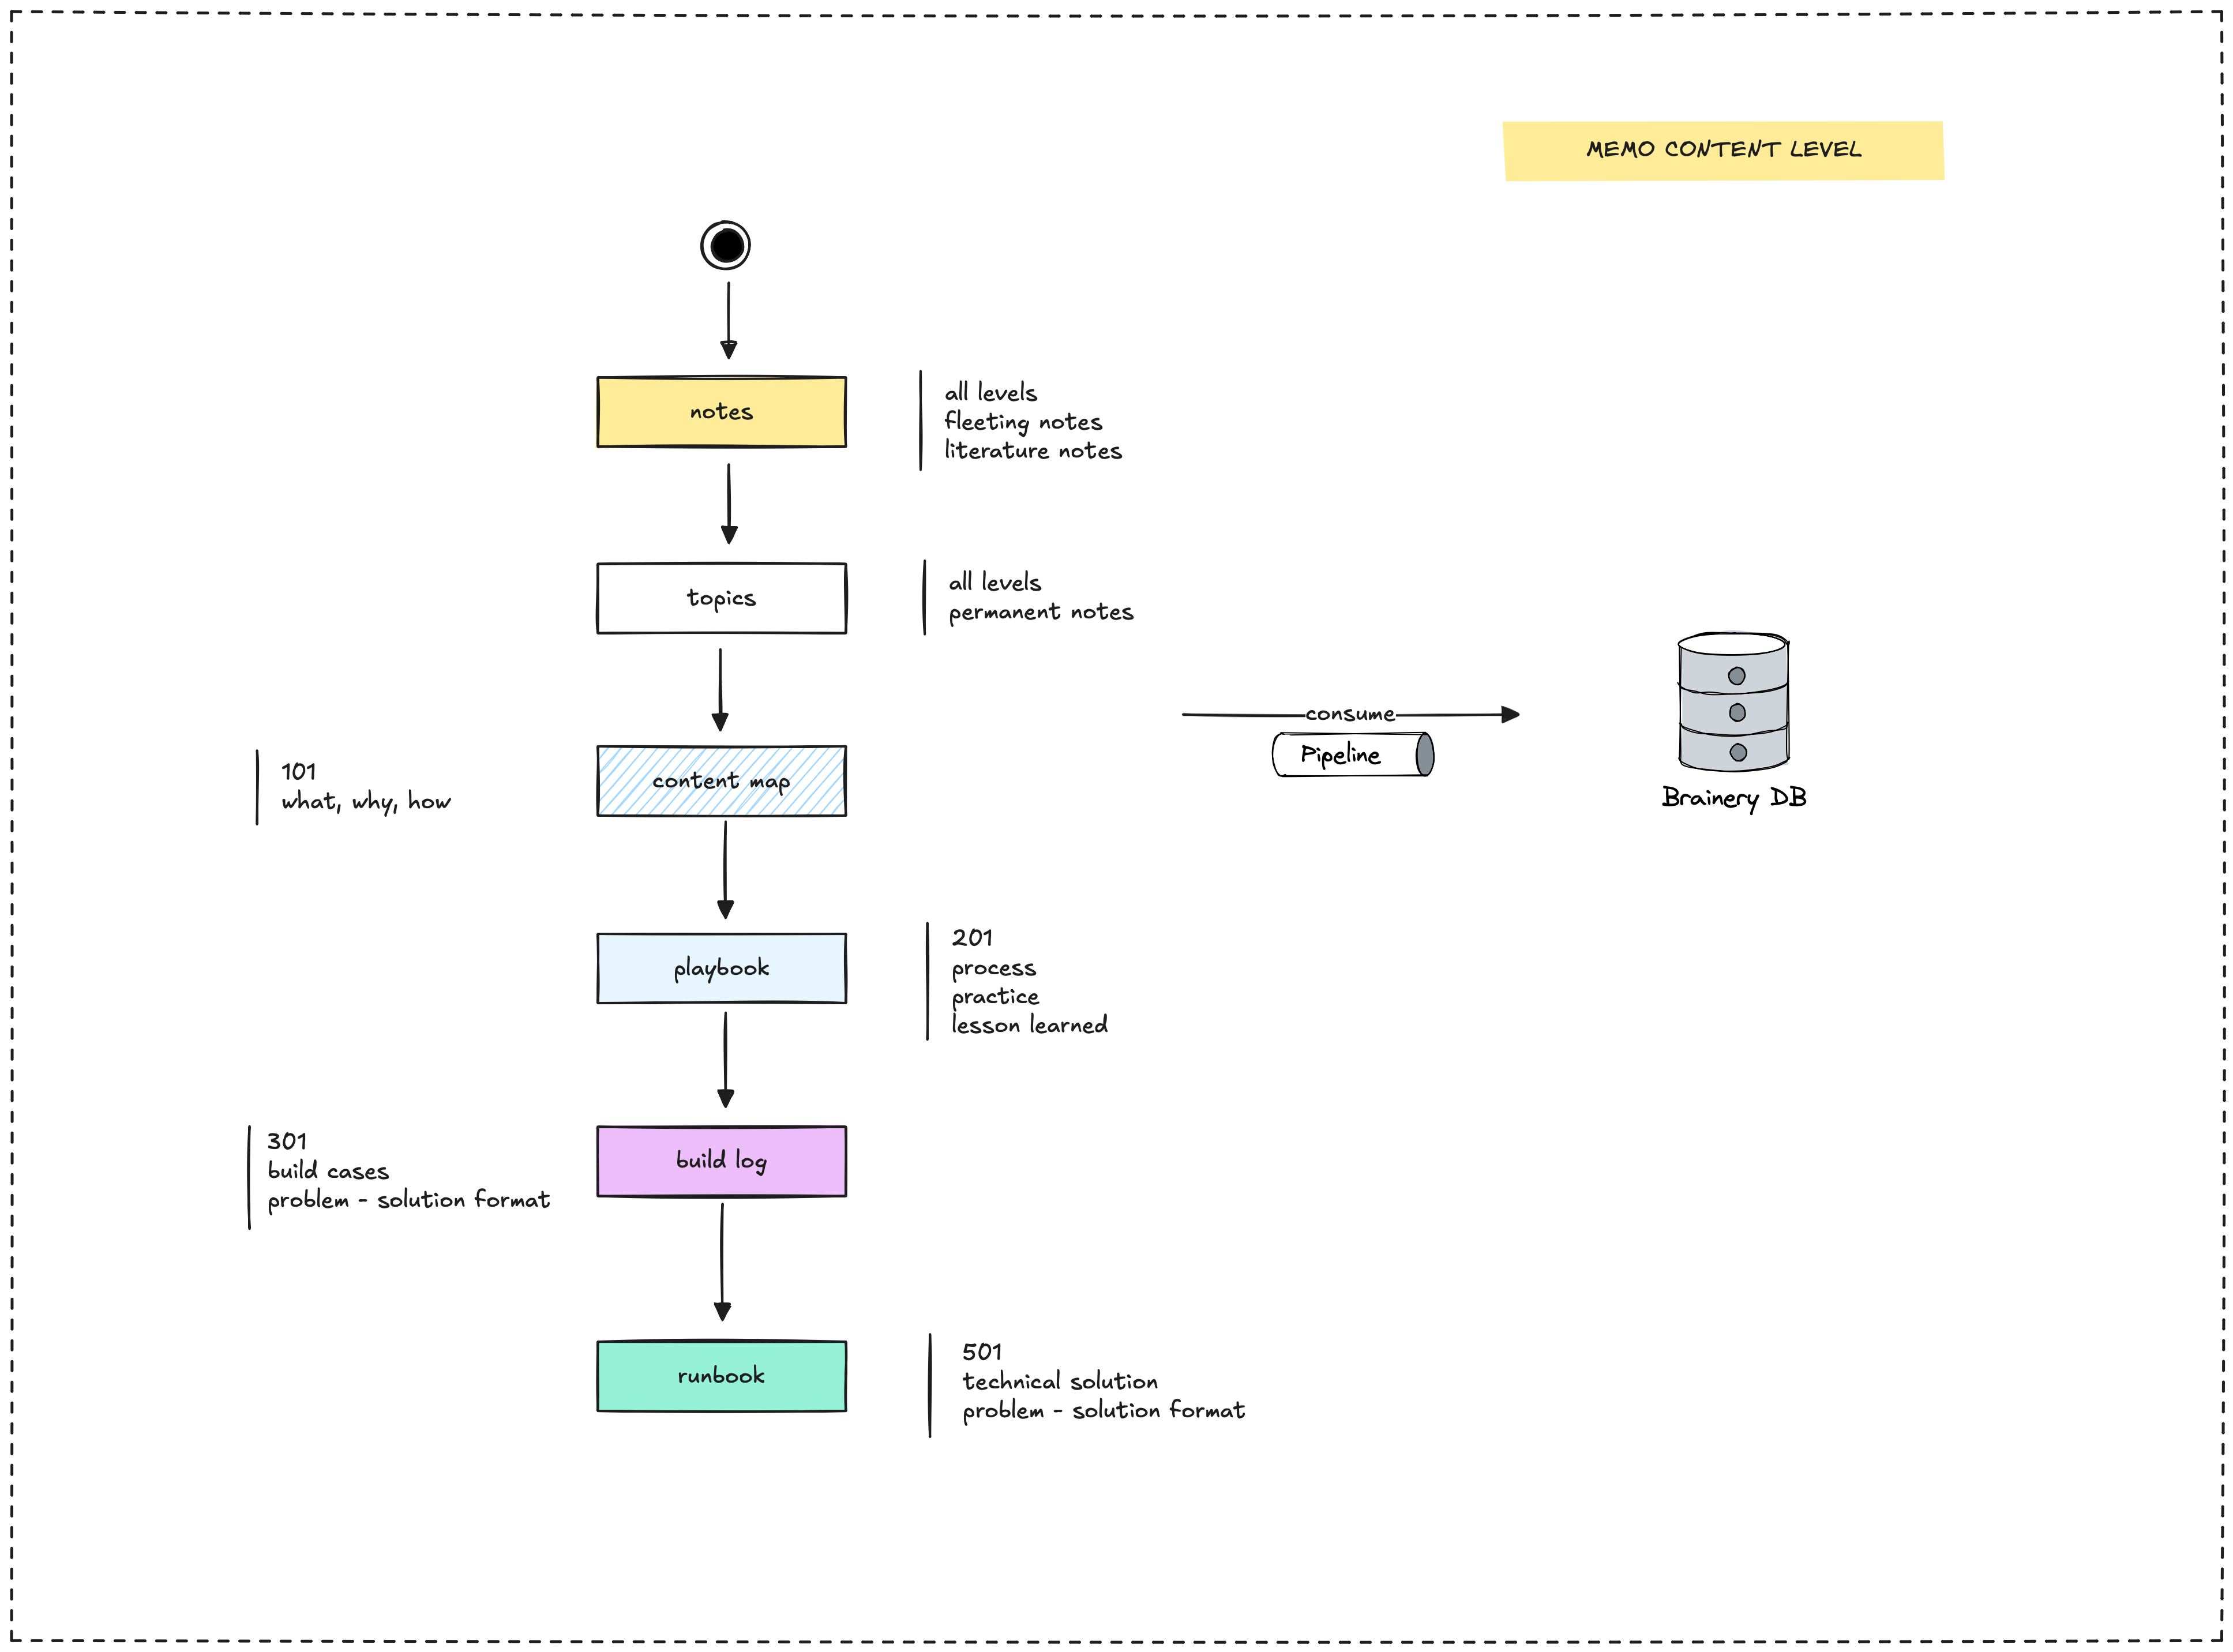 MEMO CONTENT LEVEL
notes
all levels
fleeting notes
literature notes
topics
all levels
permanent notes
consume
Pipeline
Brainery DB
101
what, why, how
content map
playbook
201
process
practice
lesson learned
301
build cases
problem - solution format
build log
runbook
501
technical solution
problem - solution format